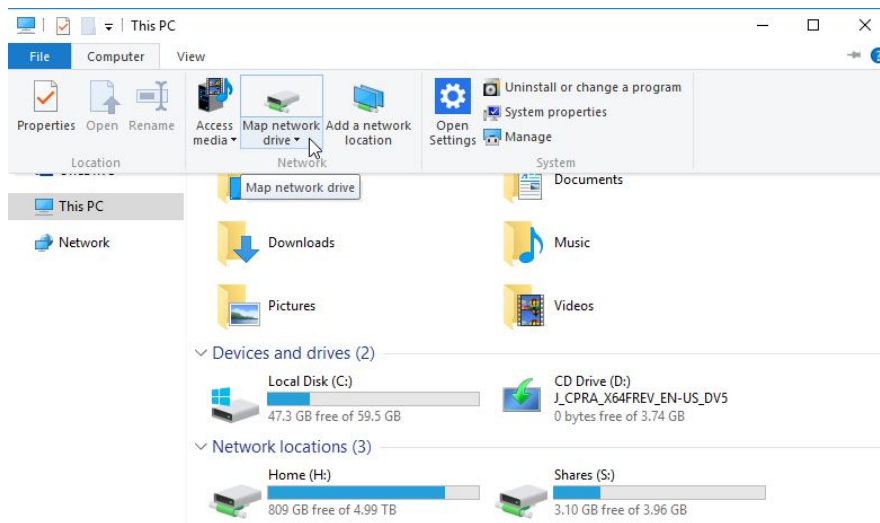 This PC
File Computer View
Properties Open Rename
Access media
Map network drive
Add a network location
Open Settings
Uninstall or change a program
System properties
Manage
Location Network System
Map network drive
Documents
This PC
Network
Downloads Music
Pictures Videos
Devices and drives (2)
Local Disk (C:)
47.3 GB free of 59.5 GB
CD Drive (D:)
J_CPRA_X64FREV_EN-US_DV5
0 bytes free of 3.74 GB
Network locations (3)
Home (H:)
809 GB free of 4.99 TB
Shares (S:)
3.10 GB free of 3.96 GB